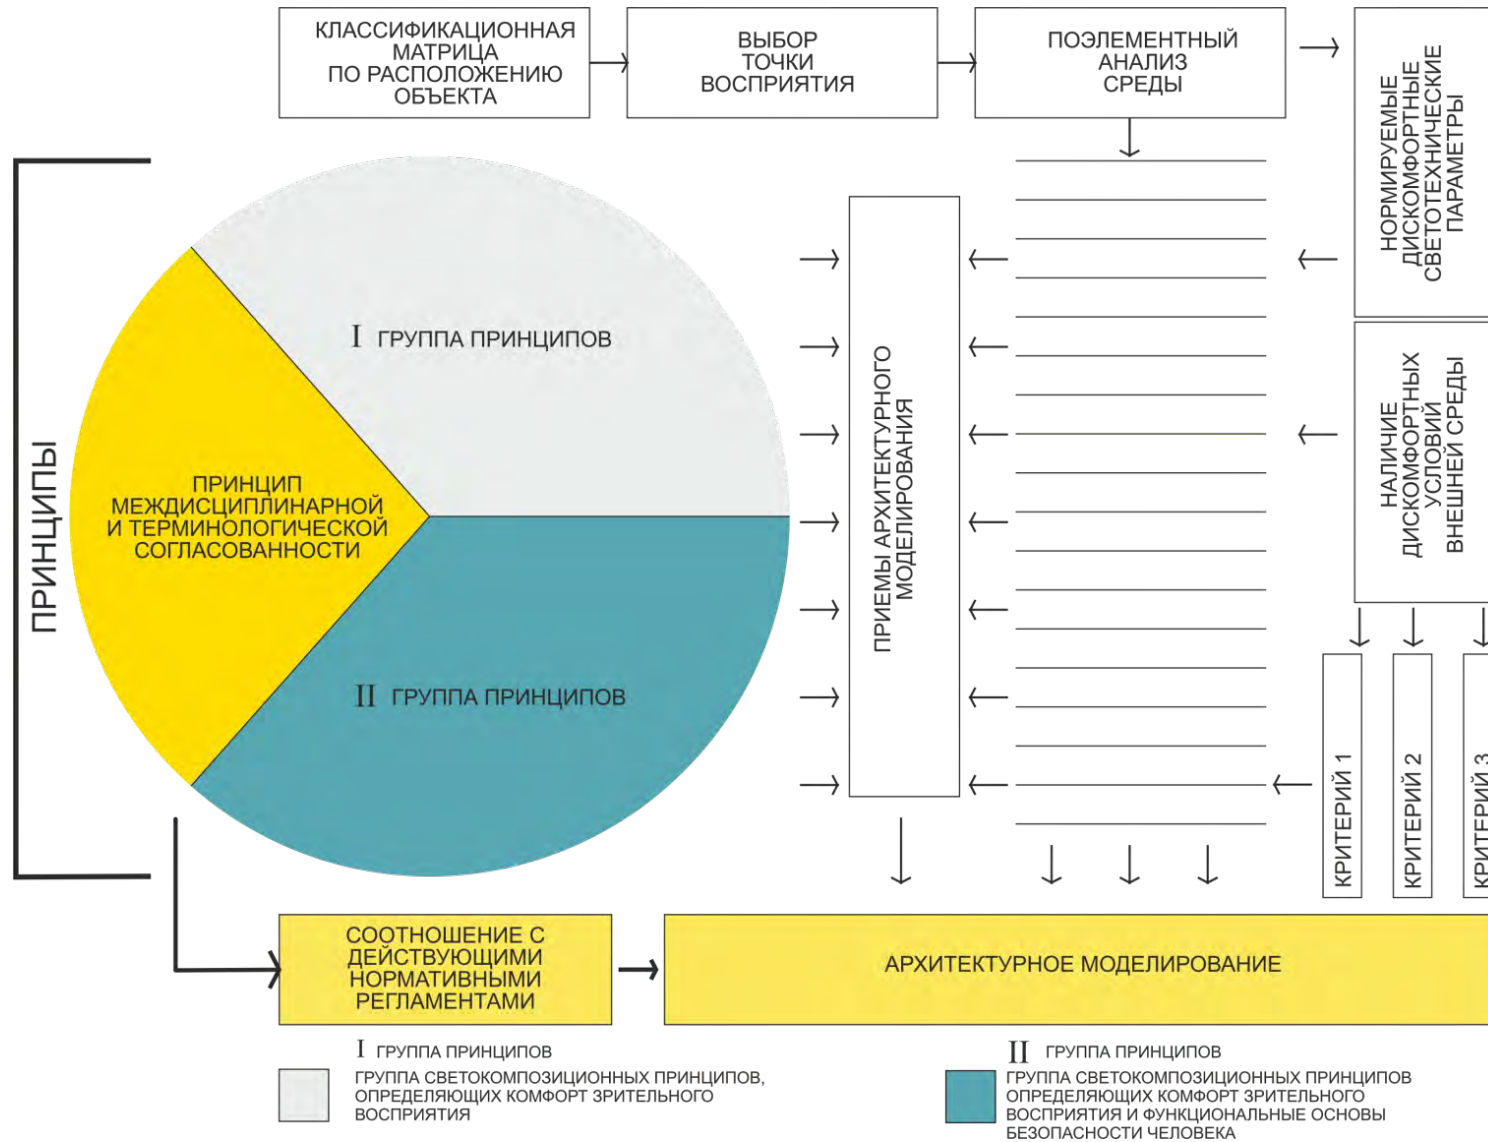 КЛАССИФИКАЦИОННАЯ
МАТРИЦА
ПО РАСПОЛОЖЕНИЮ
ОБЪЕКТА
ВЫБОР
ТОЧКИ
ВОСПРИЯТИЯ
ПОЭЛЕМЕНТНЫЙ
АНАЛИЗ
СРЕДЫ
НОРМИРУЕМЫЕ
ДИСКОМФОРТНЫЕ
СВЕТОТЕХНИЧЕСКИЕ
ПАРАМЕТРЫ
ПРИНЦИПЫ
I ГРУППА ПРИНЦИПОВ
ПРИНЦИП
МЕЖДИСЦИПЛИНАРНОЙ
И ТЕРМИНОЛОГИЧЕСКОЙ
СОГЛАСОВАННОСТИ
II ГРУППА ПРИНЦИПОВ
ПРИЕМЫ АРХИТЕКТУРНОГО
МОДЕЛИРОВАНИЯ
НАЛИЧИЕ
ДИСКОМФОРТНЫХ
УСЛОВИЙ
ВНЕШНЕЙ СРЕДЫ
КРИТЕРИЙ 1
КРИТЕРИЙ 2
КРИТЕРИЙ 3
СООТНОШЕНИЕ С
ДЕЙСТВУЮЩИМИ
НОРМАТИВНЫМИ
РЕГЛАМЕНТАМИ
АРХИТЕКТУРНОЕ МОДЕЛИРОВАНИЕ
I ГРУППА ПРИНЦИПОВ
ГРУППА СВЕТОКОМПОЗИЦИОННЫХ ПРИНЦИПОВ,
ОПРЕДЕЛЯЮЩИХ КОМФОРТ ЗРИТЕЛЬНОГО
ВОСПРИЯТИЯ
II ГРУППА ПРИНЦИПОВ
ГРУППА СВЕТОКОМПОЗИЦИОННЫХ ПРИНЦИПОВ
ОПРЕДЕЛЯЮЩИХ КОМФОРТ ЗРИТЕЛЬНОГО
ВОСПРИЯТИЯ И ФУНКЦИОНАЛЬНЫЕ ОСНОВЫ
БЕЗОПАСНОСТИ ЧЕЛОВЕКА